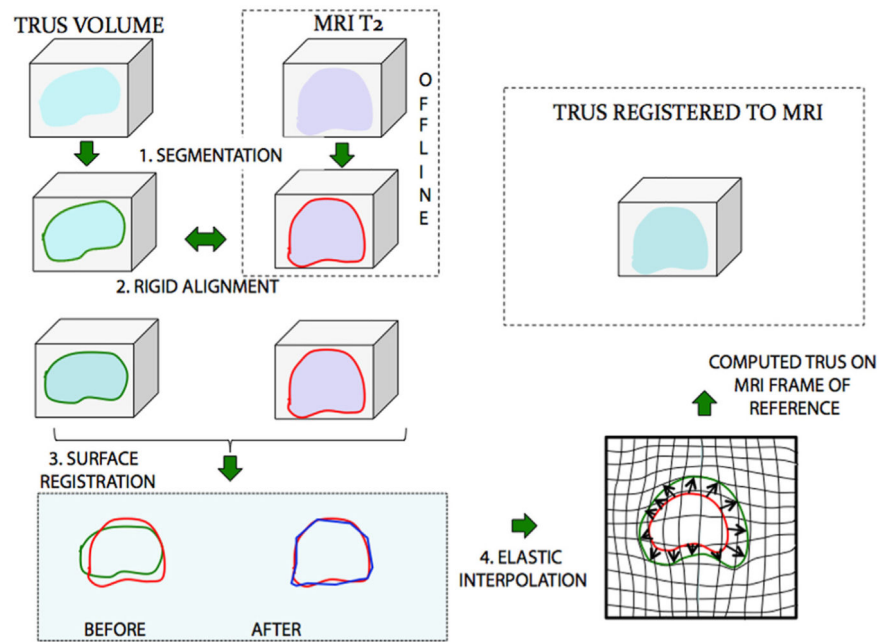 TRUS VOLUME
MRI T2
OFFLINE
1. SEGMENTATION
2. RIGID ALIGNMENT
3. SURFACE
REGISTRATION
BEFORE
AFTER
4. ELASTIC
INTERPOLATION
COMPUTED TRUS ON
MRI FRAME OF
REFERENCE
TRUS REGISTERED TO MRI